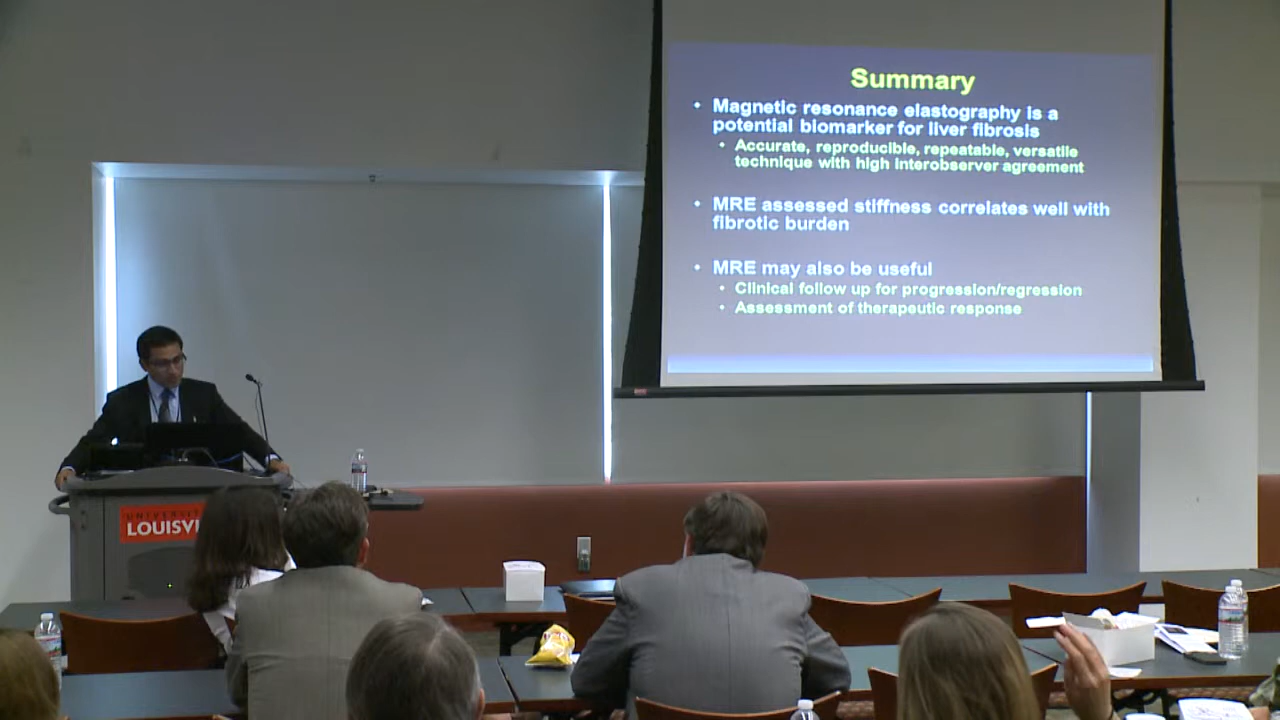 Summary
• Magnetic resonance elastography is a
potential biomarker for liver fibrosis
• Accurate, reproducible, repeatable, versatile
technique with high interobserver agreement
• MRE assessed stiffness correlates well with
fibrotic burden
• MRE may also be useful
• Clinical follow up for progression/regression
• Assessment of therapeutic response
UNIVERSI
LOUISV